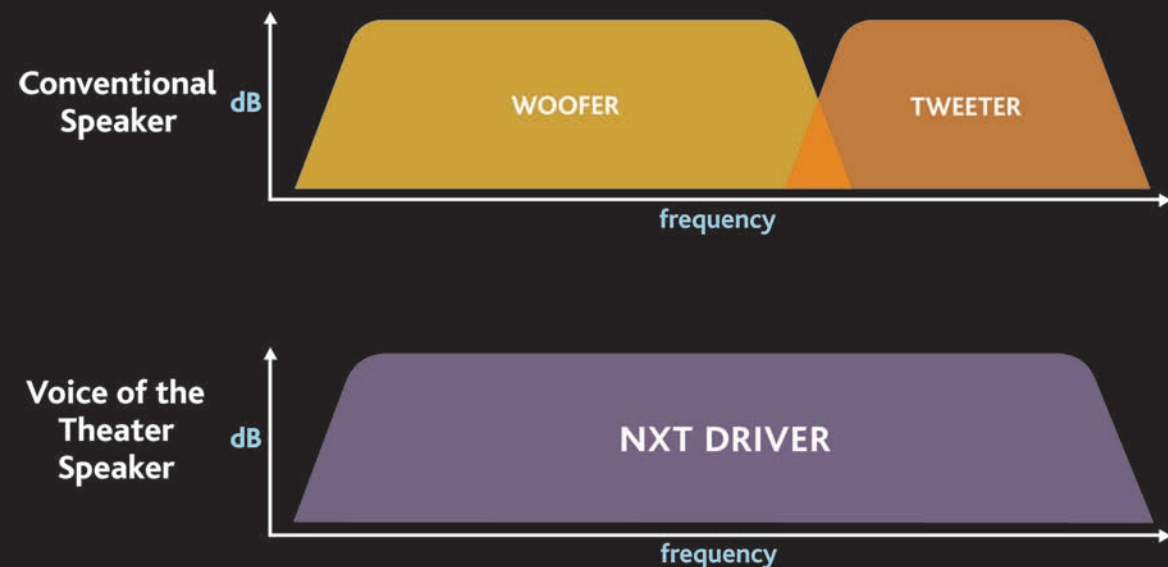 Conventional
Speaker
dB
WOOFER
TWEETER
frequency
Voice of the
Theater
Speaker
dB
NXT DRIVER
frequency